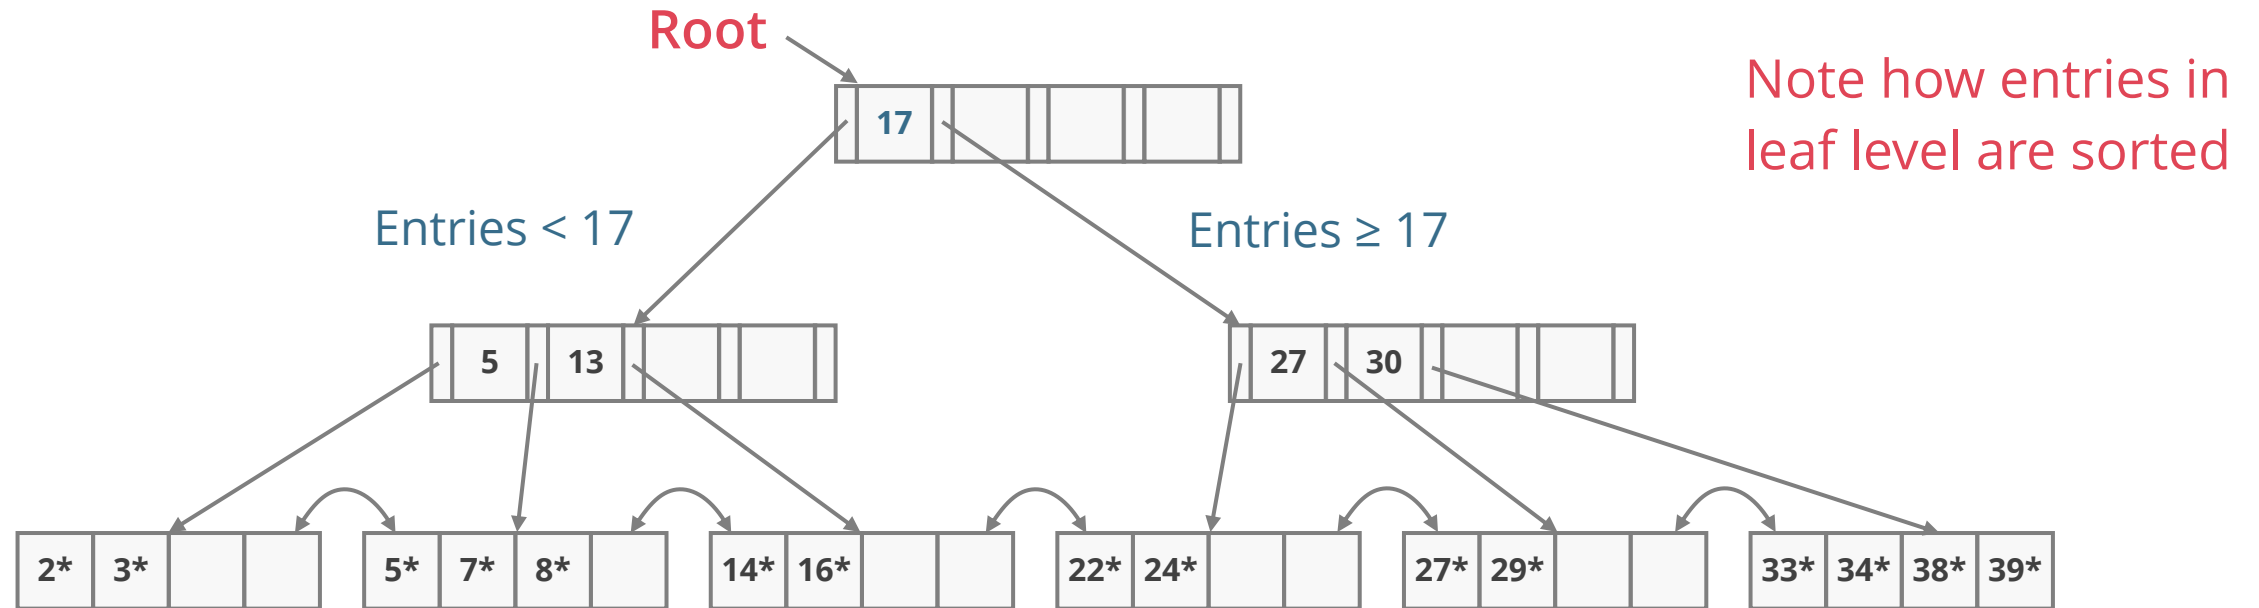 Root
Note how entries in
leaf level are sorted
17
Entries < 17
Entries ≥ 17
5 13
27 30
2* 3*
5* 7* 8*
14* 16*
22* 24*
27* 29*
33* 34* 38* 39*